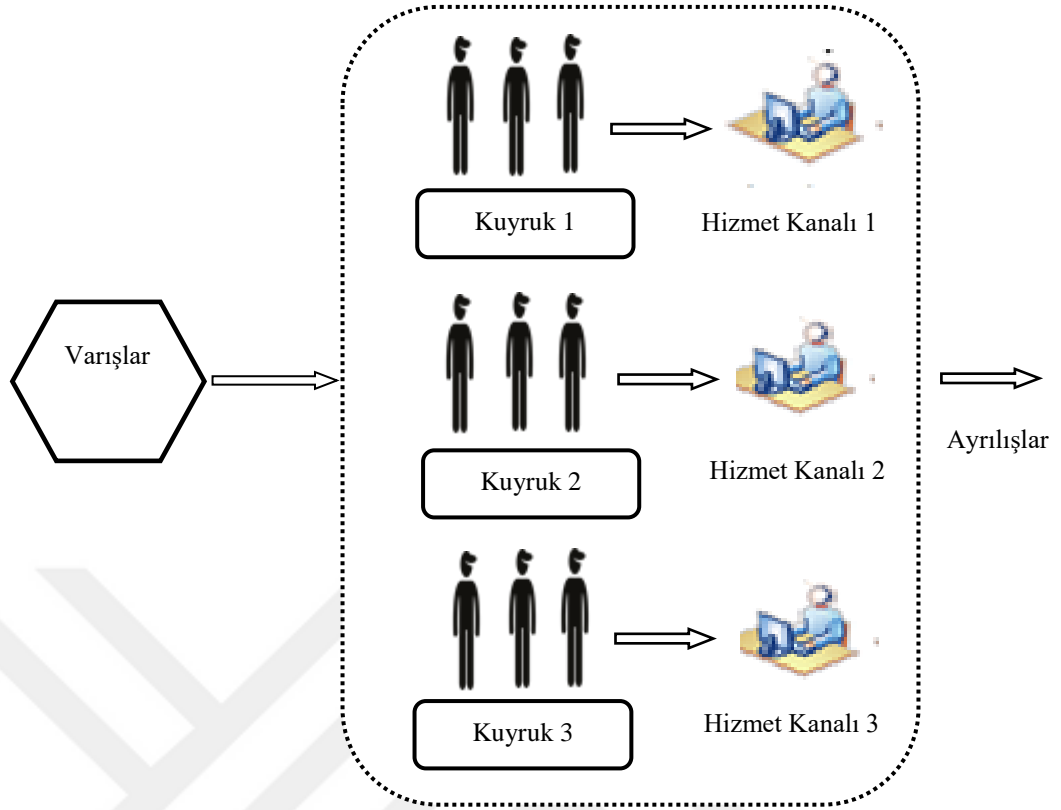 Kuyruk 1
Hizmet Kanalı 1
Varışlar
Kuyruk 2
Hizmet Kanalı 2
Ayrılışlar
Kuyruk 3
Hizmet Kanalı 3